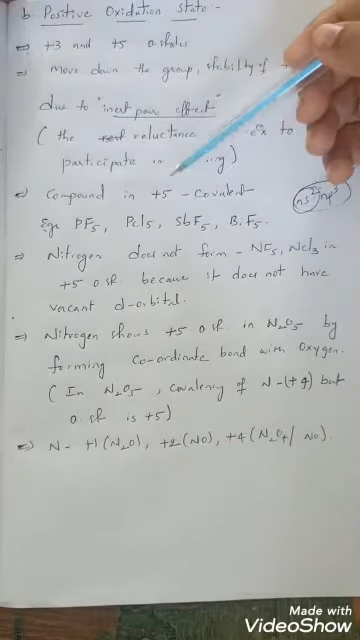 b Positive Oxidation state :-
⇒ +3 and +5 o.states
⇒ Move down the group, stability of +
due to "inert pair effect"
(the reluctance to
participate in
⇒ Compound in +5 - Covalent
Eg: PF5, PCl5, SbF5, BiF5.
⇒ Nitrogen does not form - NF5, NCl3 in
+5 o.st. because it does not have
vacant d-orbital.
⇒ Nitrogen shows +5 o.st. in N2O5 by
forming Co-ordinate bond with Oxygen.
(In N2O5, covalency of N - (+4) but
o.st is +5)
⇒ N - +1 (N2O), +2 (NO), +4 (N2O4 / NO).
ns2 np3
Made with
VideoShow